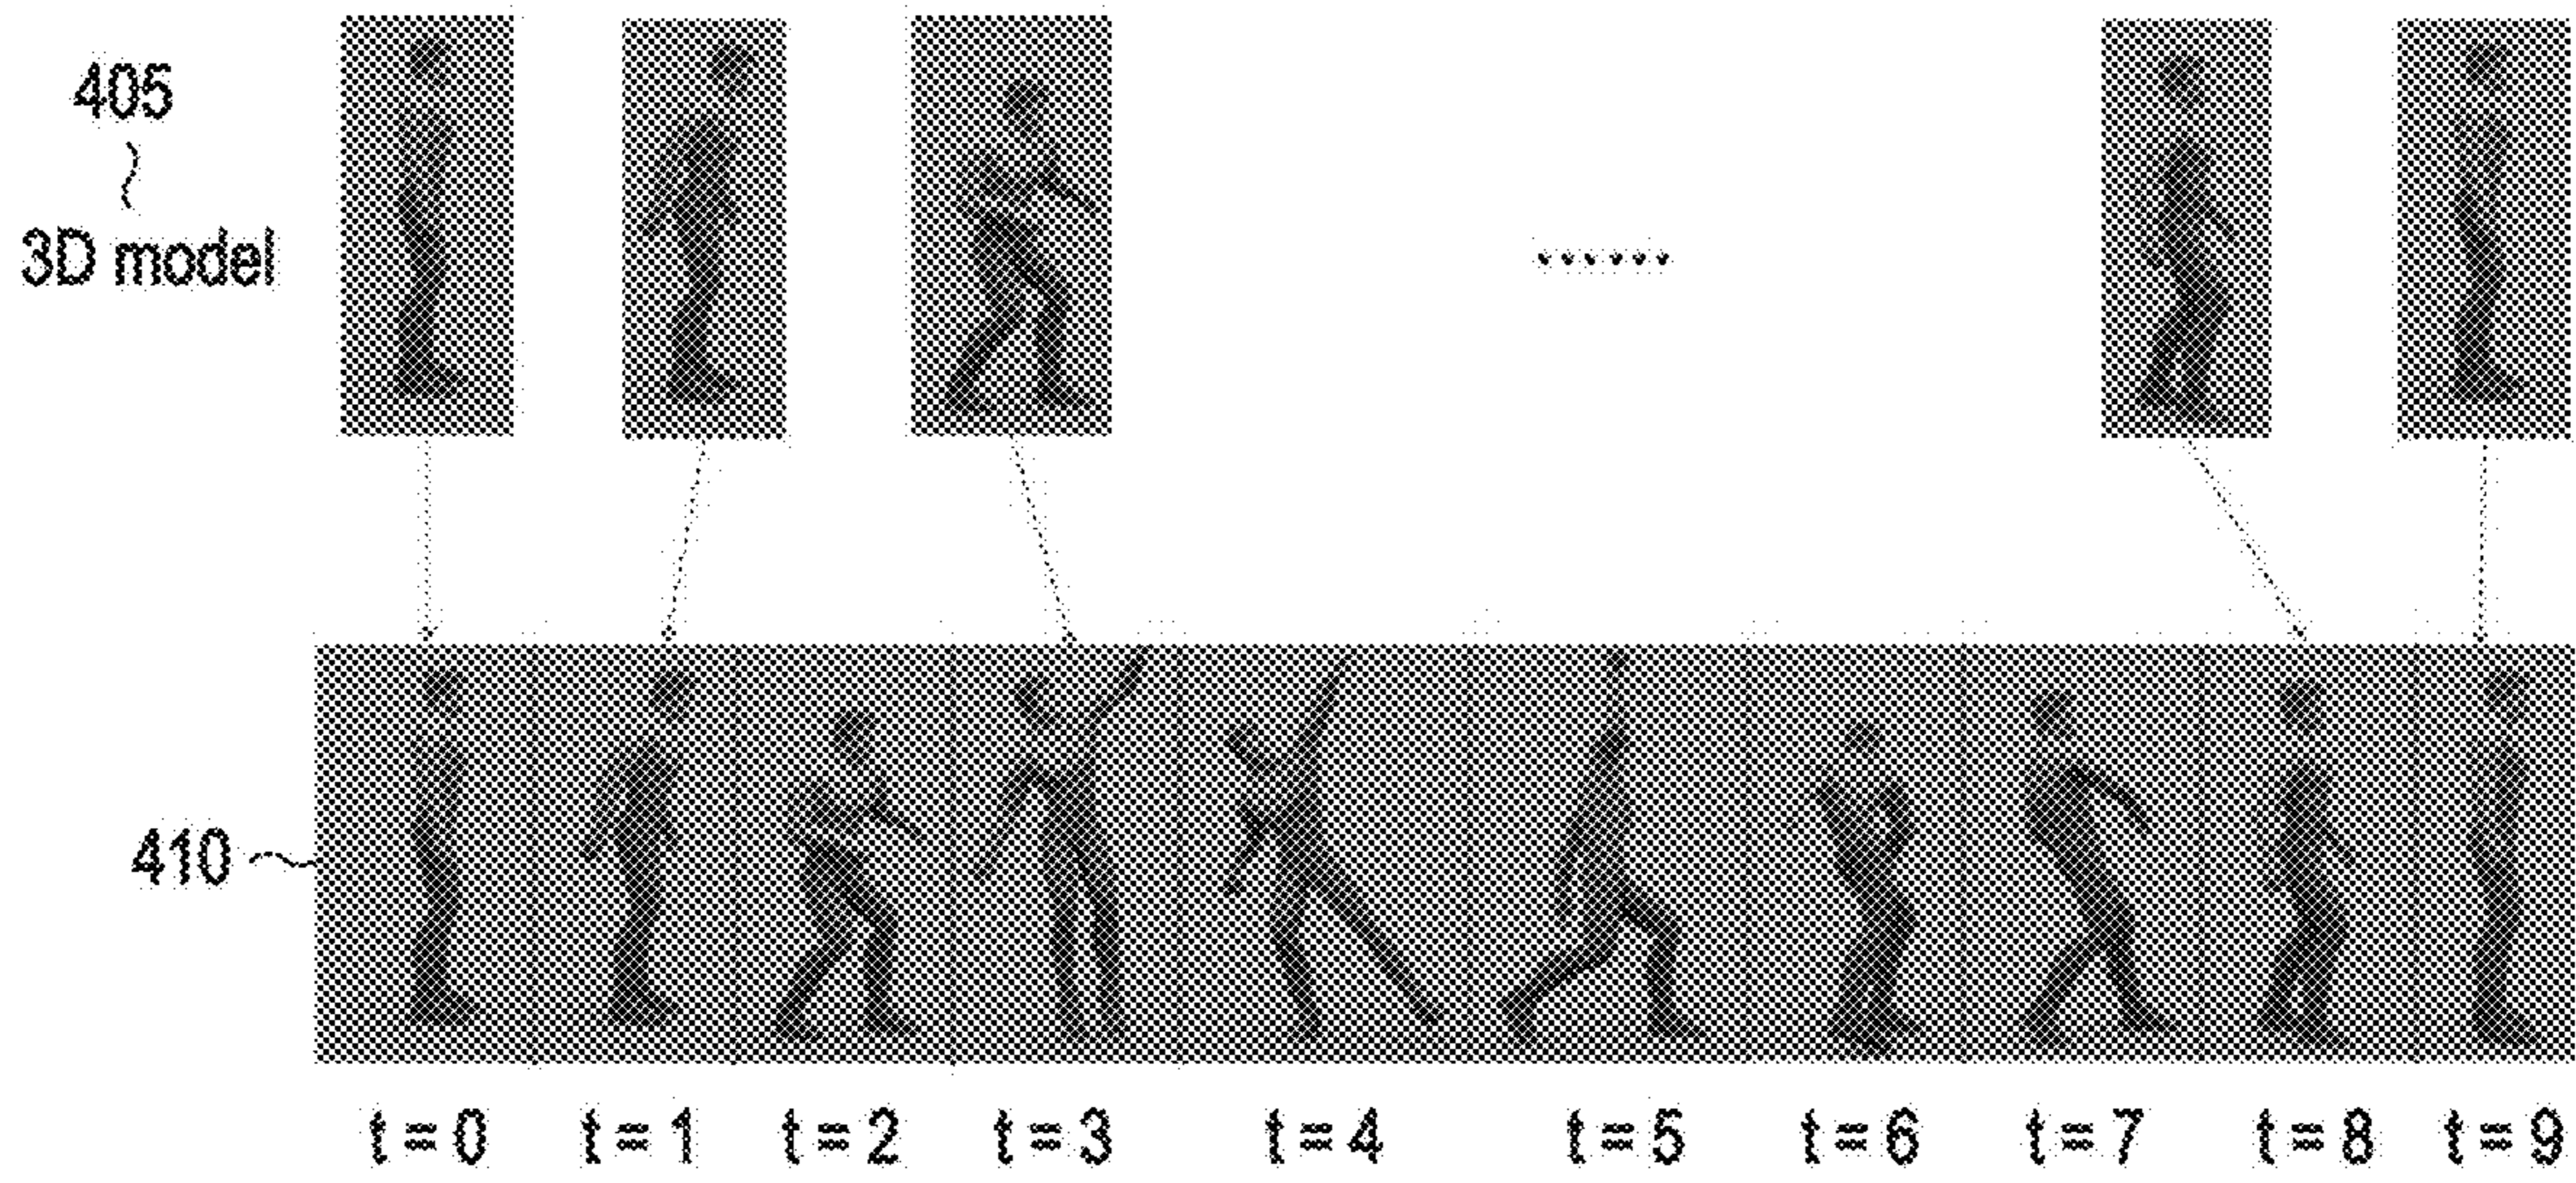 405
3D model
......
410
t = 0 t = 1 t = 2 t = 3 t = 4 t = 5 t = 6 t = 7 t = 8 t = 9